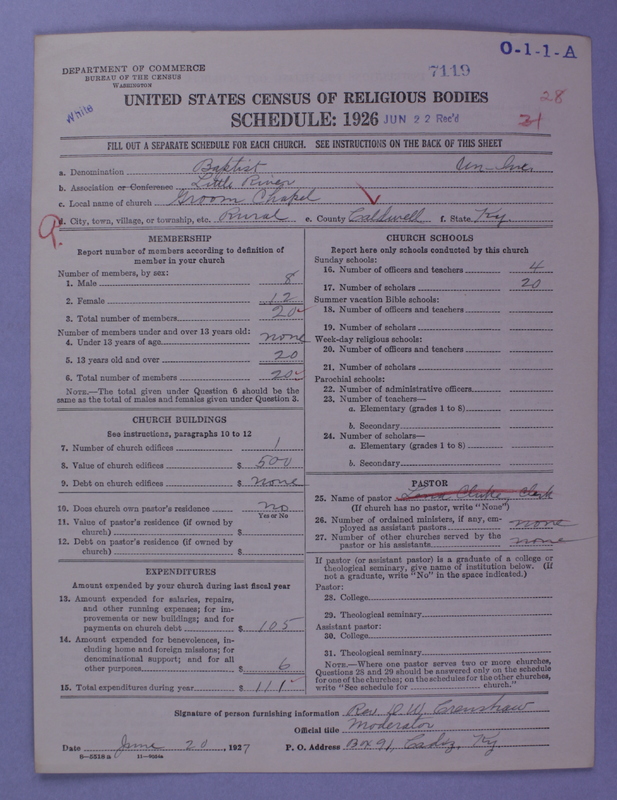 O-1-1-A
DEPARTMENT OF COMMERCE
BUREAU OF THE CENSUS
WASHINGTON
7119
White
UNITED STATES CENSUS OF RELIGIOUS BODIES
28
SCHEDULE: 1926 JUN 22 Rec'd
21
FILL OUT A SEPARATE SCHEDULE FOR EACH CHURCH. SEE INSTRUCTIONS ON THE BACK OF THIS SHEET
a. Denomination Baptist
b. Association or Conference Little River
c. Local name of church Groom Chapel
d. City, town, village, or township, etc. Rural e. County Caldwell f. State Ky.
MEMBERSHIP
Report number of members according to definition of
member in your church
Number of members, by sex:
1. Male 8
2. Female 12
3. Total number of members 20
Number of members under and over 13 years old:
4. Under 13 years of age none
5. 13 years old and over 20
6. Total number of members 20
NOTE.—The total given under Question 6 should be the
same as the total of males and females given under Question 3.
CHURCH BUILDINGS
See instructions, paragraphs 10 to 12
7. Number of church edifices 1
8. Value of church edifices $ 500
9. Debt on church edifices $ none
10. Does church own pastor's residence no
Yes or No
11. Value of pastor's residence (if owned by
church) $
12. Debt on pastor's residence (if owned by
church) $
EXPENDITURES
Amount expended by your church during last fiscal year
13. Amount expended for salaries, repairs,
and other running expenses; for im-
provements or new buildings; and for
payments on church debt $ 105
14. Amount expended for benevolences, in-
cluding home and foreign missions; for
denominational support; and for all
other purposes $ 6
15. Total expenditures during year $ 111
CHURCH SCHOOLS
Report here only schools conducted by this church
Sunday schools:
16. Number of officers and teachers 4
17. Number of scholars 20
Summer vacation Bible schools:
18. Number of officers and teachers
19. Number of scholars
Week-day religious schools:
20. Number of officers and teachers
21. Number of scholars
Parochial schools:
22. Number of administrative officers
23. Number of teachers—
a. Elementary (grades 1 to 8)
b. Secondary
24. Number of scholars—
a. Elementary (grades 1 to 8)
b. Secondary
PASTOR
25. Name of pastor Clerk
(If church has no pastor, write "None")
26. Number of ordained ministers, if any, em-
ployed as assistant pastors none
27. Number of other churches served by the
pastor or his assistants none
If pastor (or assistant pastor) is a graduate of a college or
theological seminary, give name of institution below. (If
not a graduate, write "No" in the space indicated.)
Pastor:
28. College
29. Theological seminary
Assistant pastor:
30. College
31. Theological seminary
NOTE.—Where one pastor serves two or more churches,
Questions 28 and 29 should be answered only on the schedule
for one of the churches; on the schedules for the other churches,
write "See schedule for church."
Signature of person furnishing information Rev. O. W. Crenshaw
Official title Moderator
Date June 20, 1927 P. O. Address Box 91, Cadiz, Ky